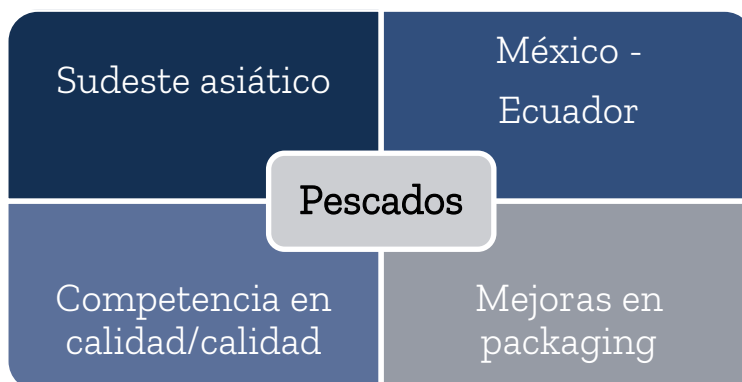 Sudeste asiático
México -
Ecuador
Pescados
Competencia en
calidad/calidad
Mejoras en
packaging